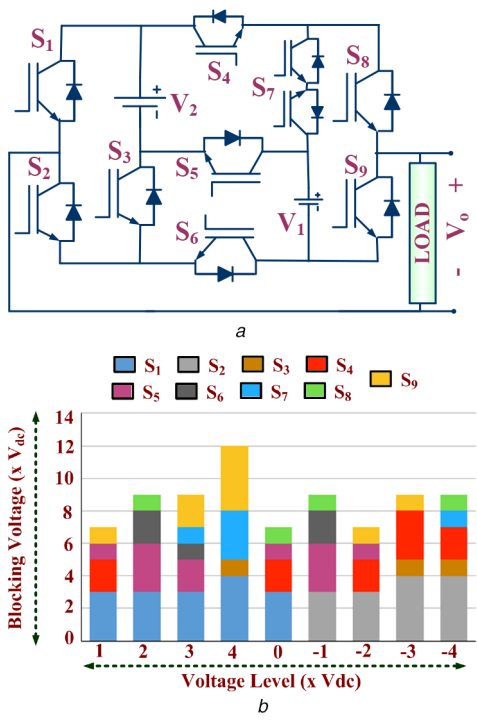 S1
S4
S8
S7
V2
S2
S3
S5
S9
V1
S6
LOAD
+
Vo
-
a
S1 S2 S3 S4 S9
S5 S6 S7 S8
Blocking Voltage (x Vdc)
14
12
10
8
6
4
2
0
1 2 3 4 0 -1 -2 -3 -4
Voltage Level (x Vdc)
b